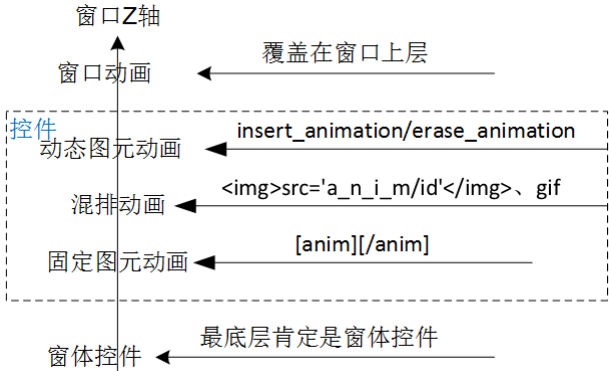 窗口Z轴
窗口动画
覆盖在窗口上层
控件
动态图元动画
insert_animation/erase_animation
混排动画
<img>src='a_n_i_m/id'</img>、gif
固定图元动画
[anim][/anim]
窗体控件
最底层肯定是窗体控件